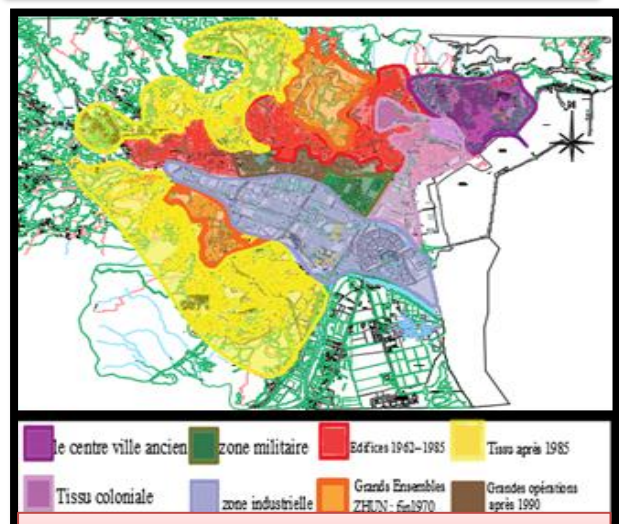 le centre ville ancien
zone militaire
Edifices 1962–1985
Tissu après 1985
Tissu coloniale
zone industrielle
Grands Ensembles
ZHUN : fin1970
Grandes opérations
après 1990